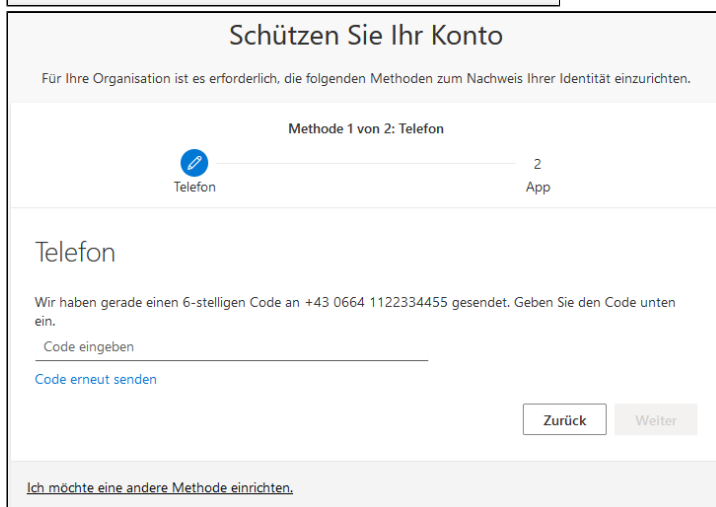 Schützen Sie Ihr Konto
Für Ihre Organisation ist es erforderlich, die folgenden Methoden zum Nachweis Ihrer Identität einzurichten.
Methode 1 von 2: Telefon
2
Telefon
App
Telefon
Wir haben gerade einen 6-stelligen Code an +43 0664 1122334455 gesendet. Geben Sie den Code unten
ein.
Code eingeben
Code erneut senden
Zurück
Weiter
Ich möchte eine andere Methode einrichten.